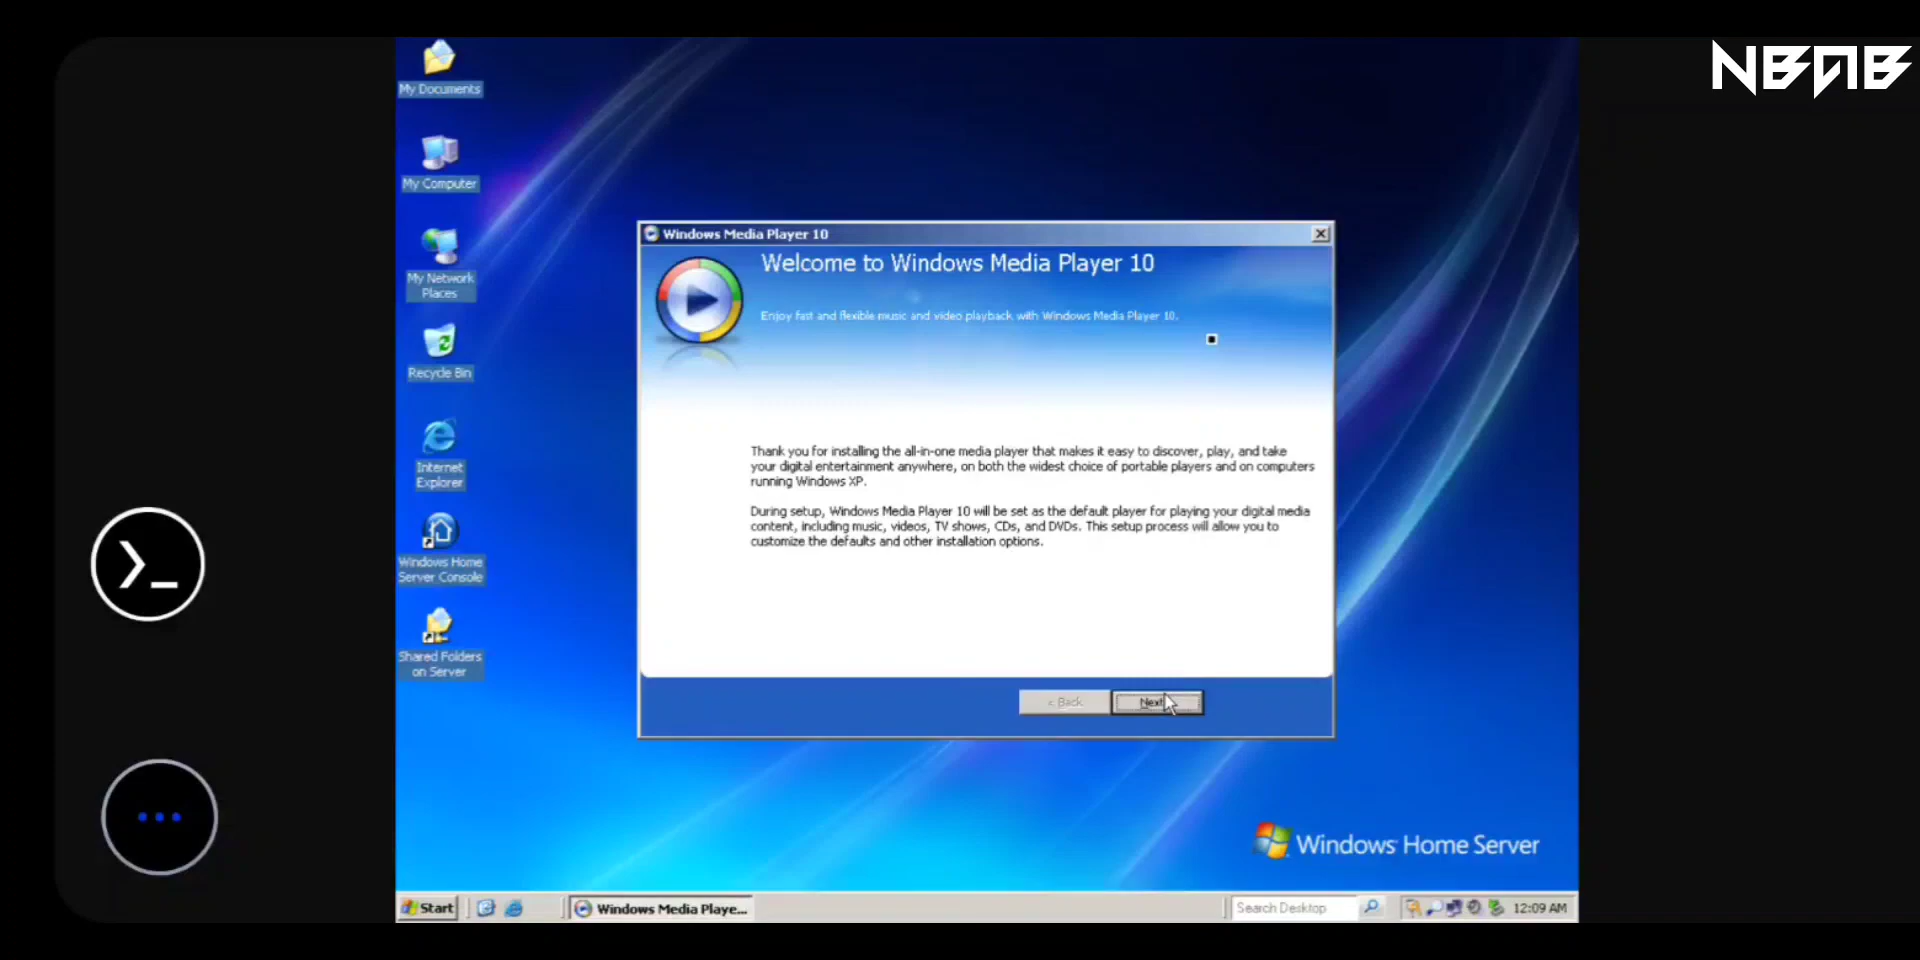 NBNB
My Documents
My Computer
My Network
Places
Recycle Bin
Internet
Explorer
Windows Home
Server Console
Shared Folders
on Server
Windows Media Player 10
Welcome to Windows Media Player 10
Enjoy fast and flexible music and video playback with Windows Media Player 10.
Thank you for installing the all-in-one media player that makes it easy to discover, play, and take
your digital entertainment anywhere, on both the widest choice of portable players and on computers
running Windows XP.
During setup, Windows Media Player 10 will be set as the default player for playing your digital media
content, including music, videos, TV shows, CDs, and DVDs. This setup process will allow you to
customize the defaults and other installation options.
< Back
Next
Windows Home Server
Start
Windows Media Playe...
Search Desktop
12:09 AM